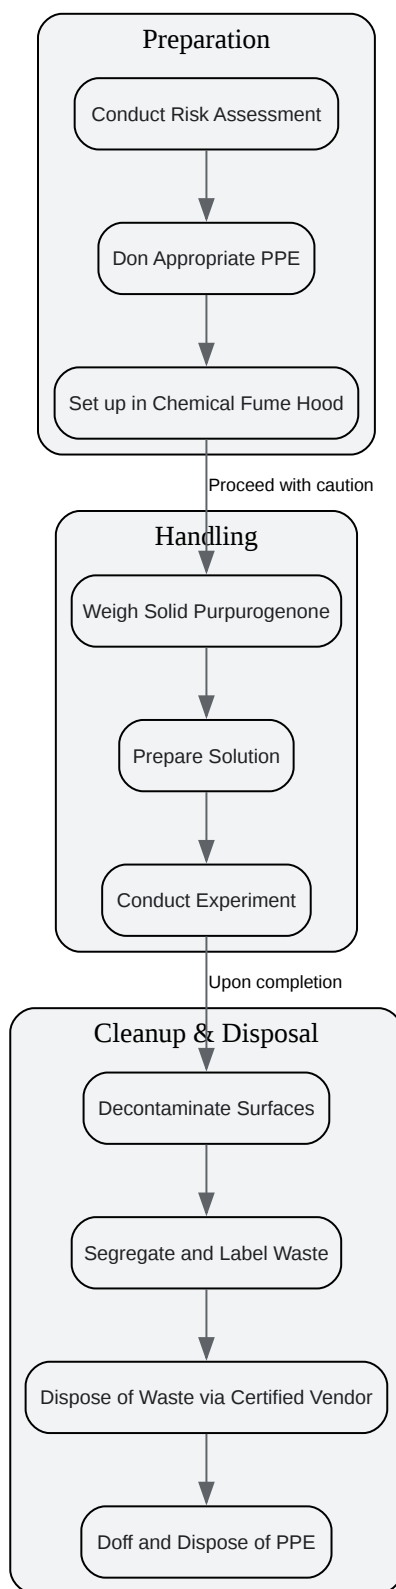 Preparation
Conduct Risk Assessment
Don Appropriate PPE
Set up in Chemical Fume Hood
Proceed with caution
Handling
Weigh Solid Purpurogenone
Prepare Solution
Conduct Experiment
Upon completion
Cleanup & Disposal
Decontaminate Surfaces
Segregate and Label Waste
Dispose of Waste via Certified Vendor
Doff and Dispose of PPE